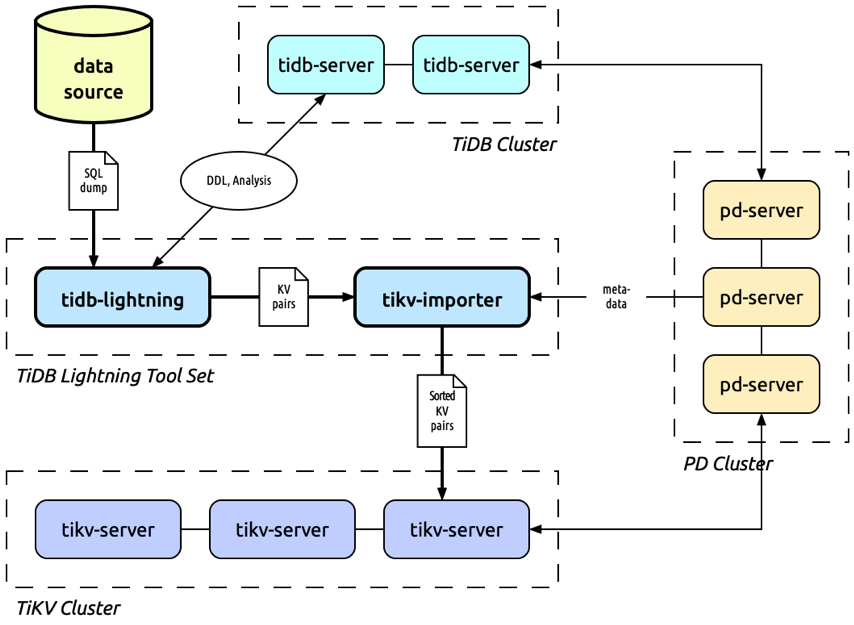 data
source
tidb-server
tidb-server
TiDB Cluster
SQL
dump
DDL, Analysis
pd-server
pd-server
pd-server
PD Cluster
tidb-lightning
KV
pairs
tikv-importer
meta-
data
TiDB Lightning Tool Set
Sorted
KV
pairs
tikv-server
tikv-server
tikv-server
TiKV Cluster